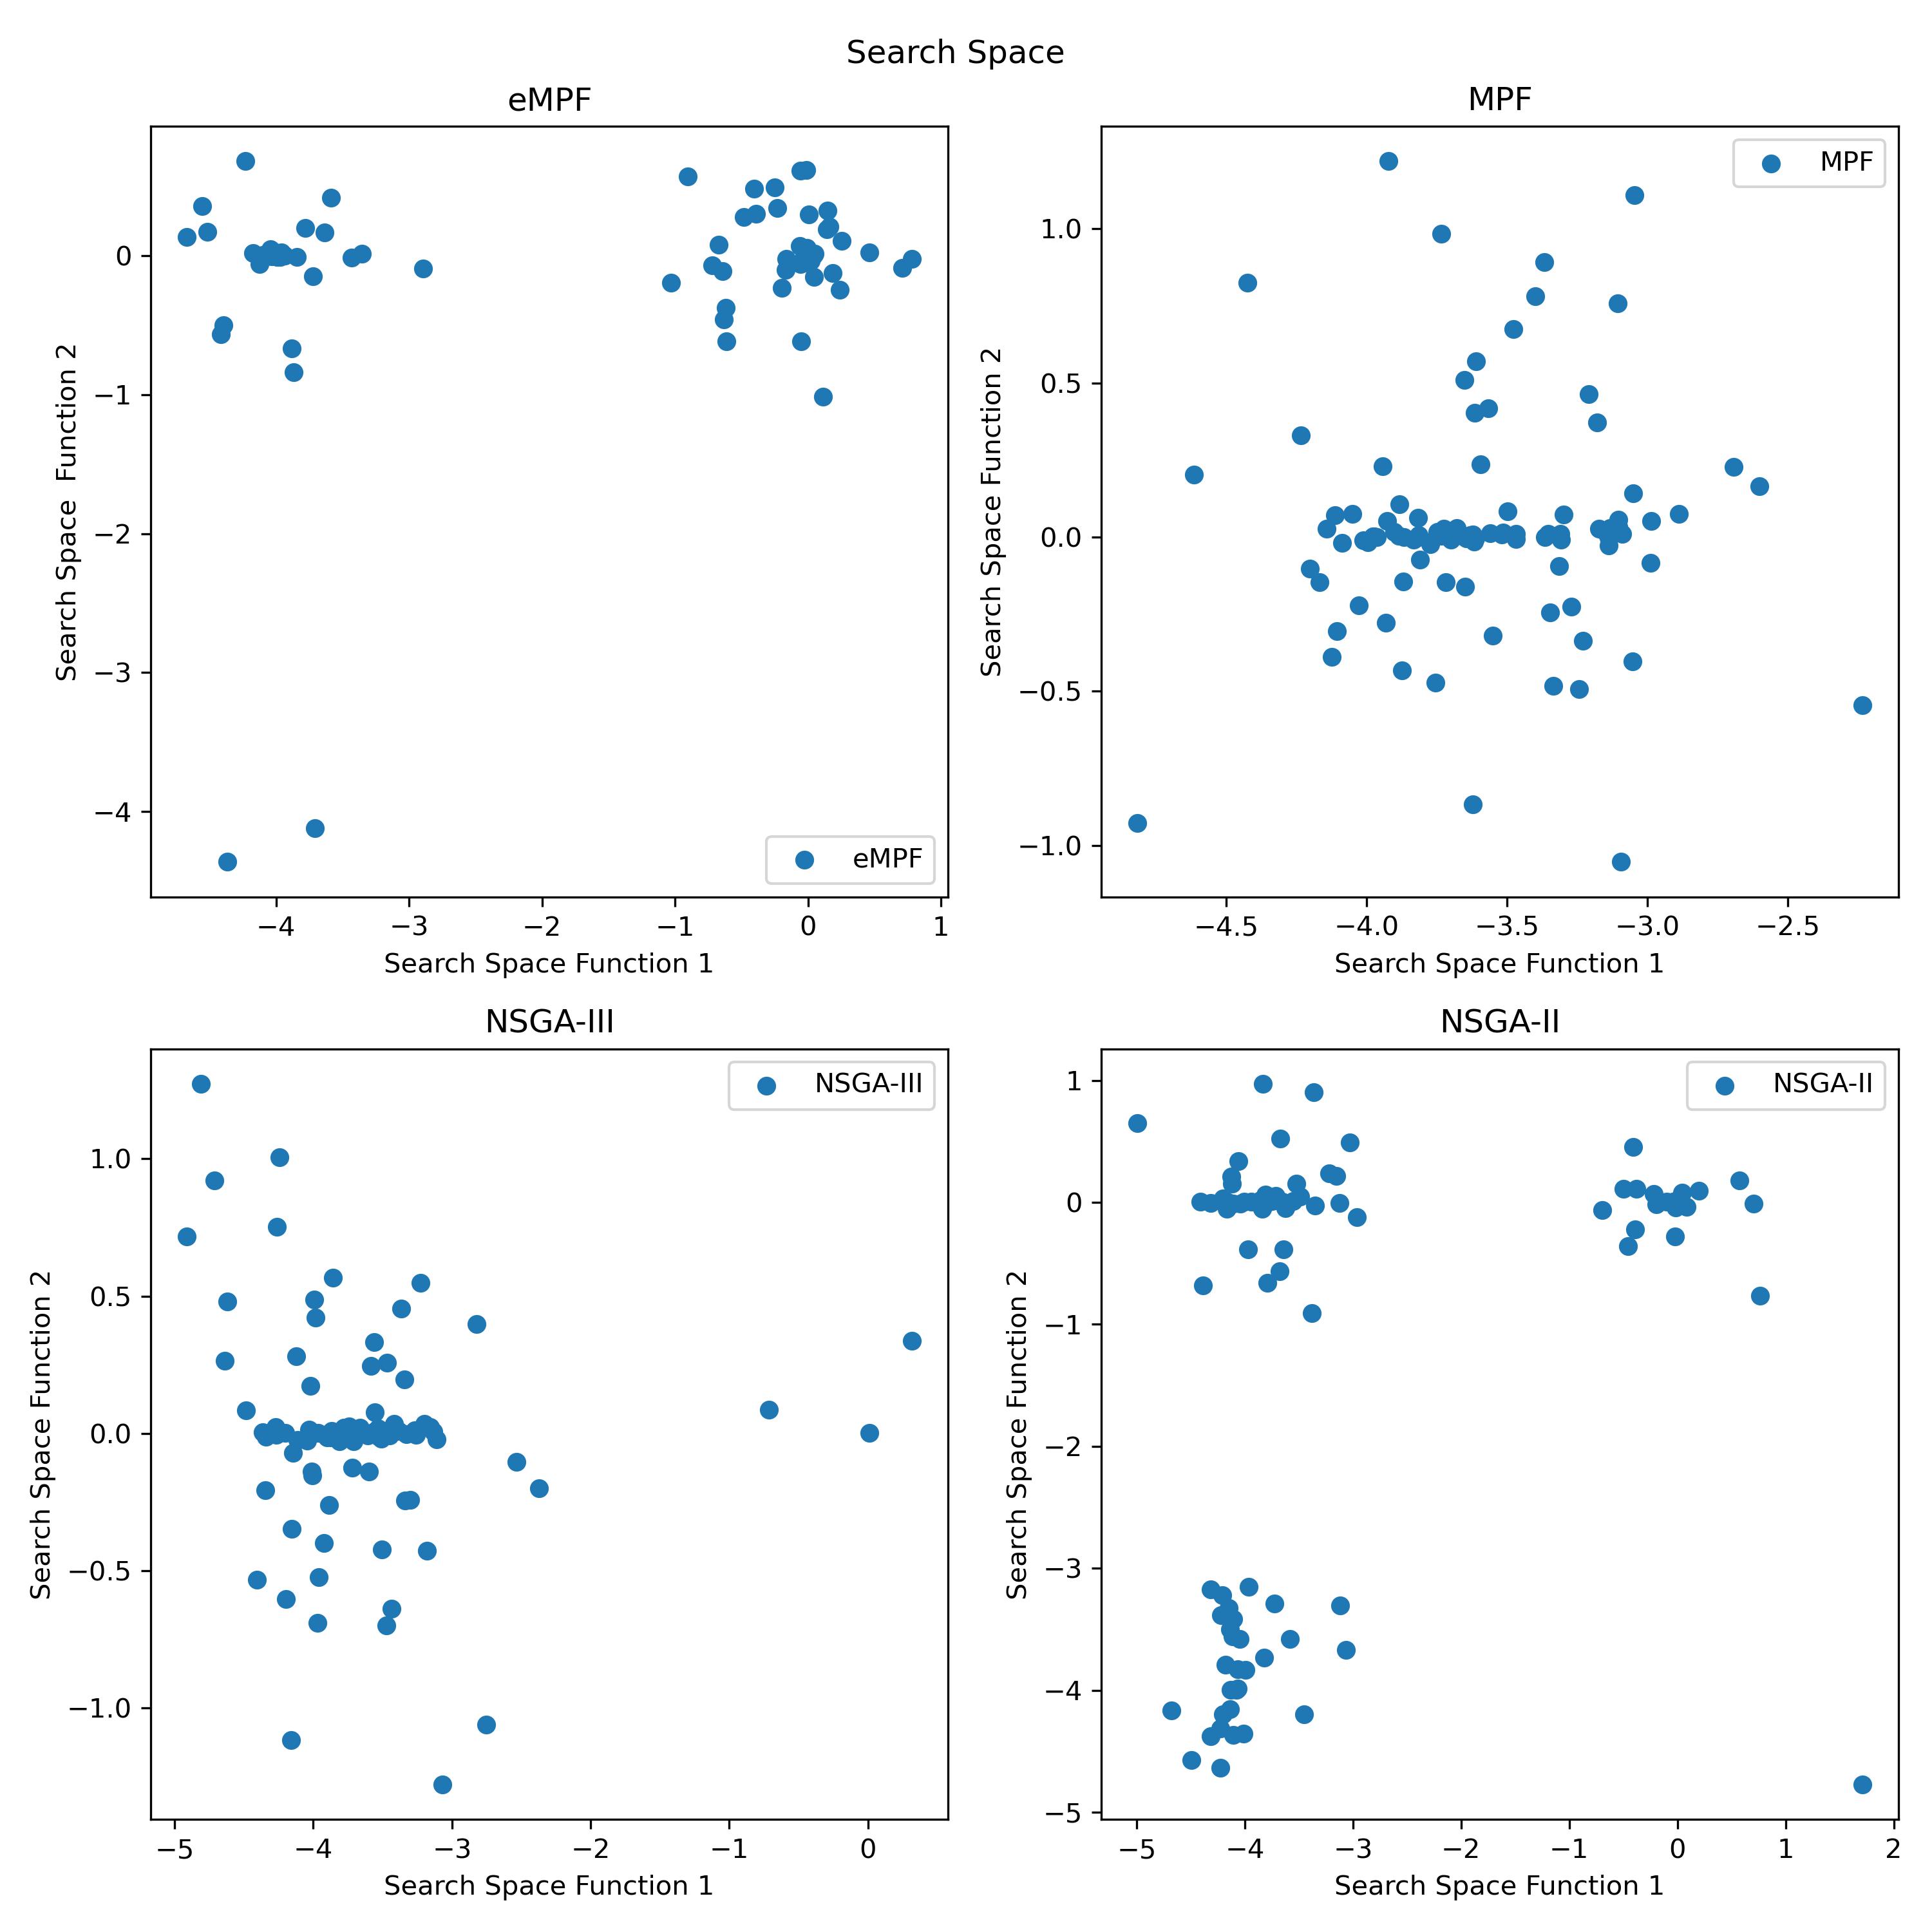 Search Space
eMPF
0
−1
−2
−3
−4
Search Space  Function 2
−4 −3 −2 −1 0 1
Search Space Function 1
eMPF
MPF
1.0
0.5
0.0
−0.5
−1.0
Search Space Function 2
−4.5 −4.0 −3.5 −3.0 −2.5
Search Space Function 1
MPF
NSGA-III
1.0
0.5
0.0
−0.5
−1.0
Search Space Function 2
−5 −4 −3 −2 −1 0
Search Space Function 1
NSGA-III
NSGA-II
1
0
−1
−2
−3
−4
−5
Search Space Function 2
−5 −4 −3 −2 −1 0 1 2
Search Space Function 1
NSGA-II